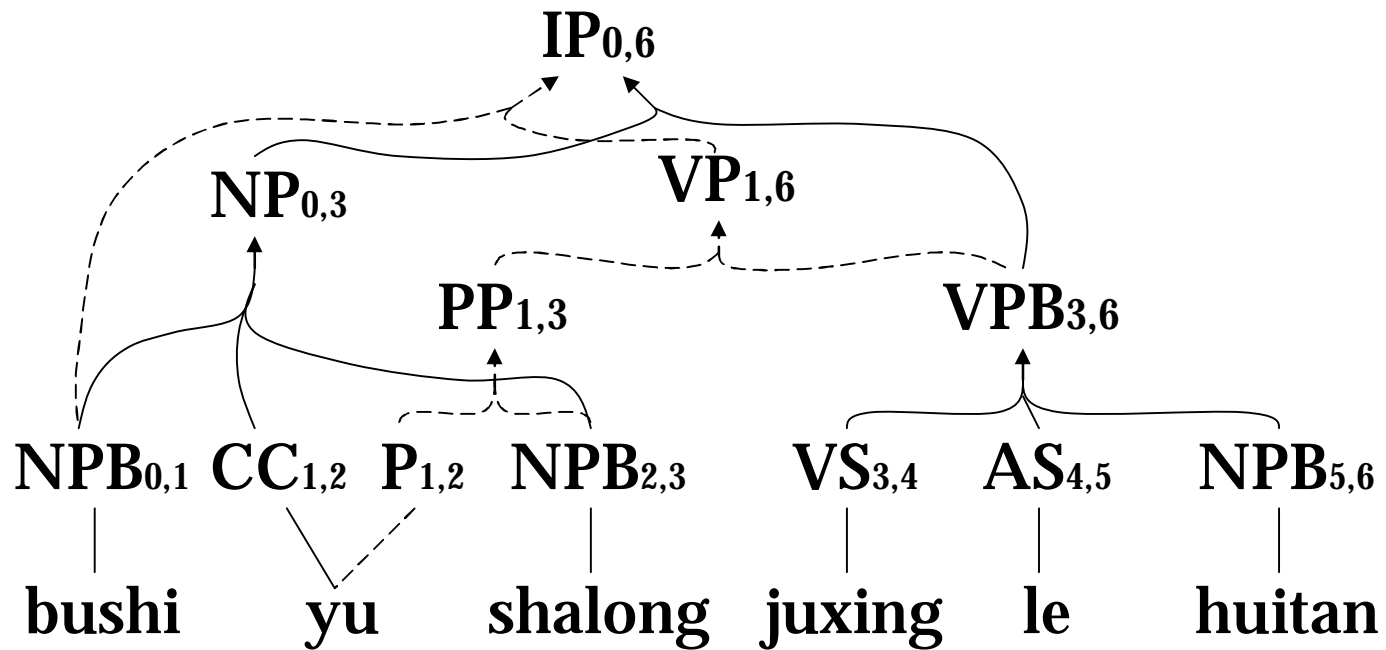 IP0,6
NP0,3 VP1,6
PP1,3 VPB3,6
NPB0,1 CC1,2 P1,2 NPB2,3 VS3,4 AS4,5 NPB5,6
bushi yu shalong juxing le huitan